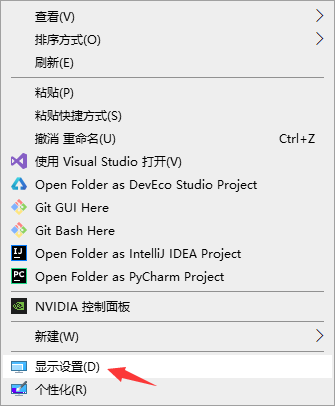 查看(V)
排序方式(O)
刷新(E)
粘贴(P)
粘贴快捷方式(S)
撤消 重命名(U) Ctrl+Z
使用 Visual Studio 打开(V)
Open Folder as DevEco Studio Project
Git GUI Here
Git Bash Here
Open Folder as IntelliJ IDEA Project
Open Folder as PyCharm Project
NVIDIA 控制面板
新建(W)
显示设置(D)
个性化(R)